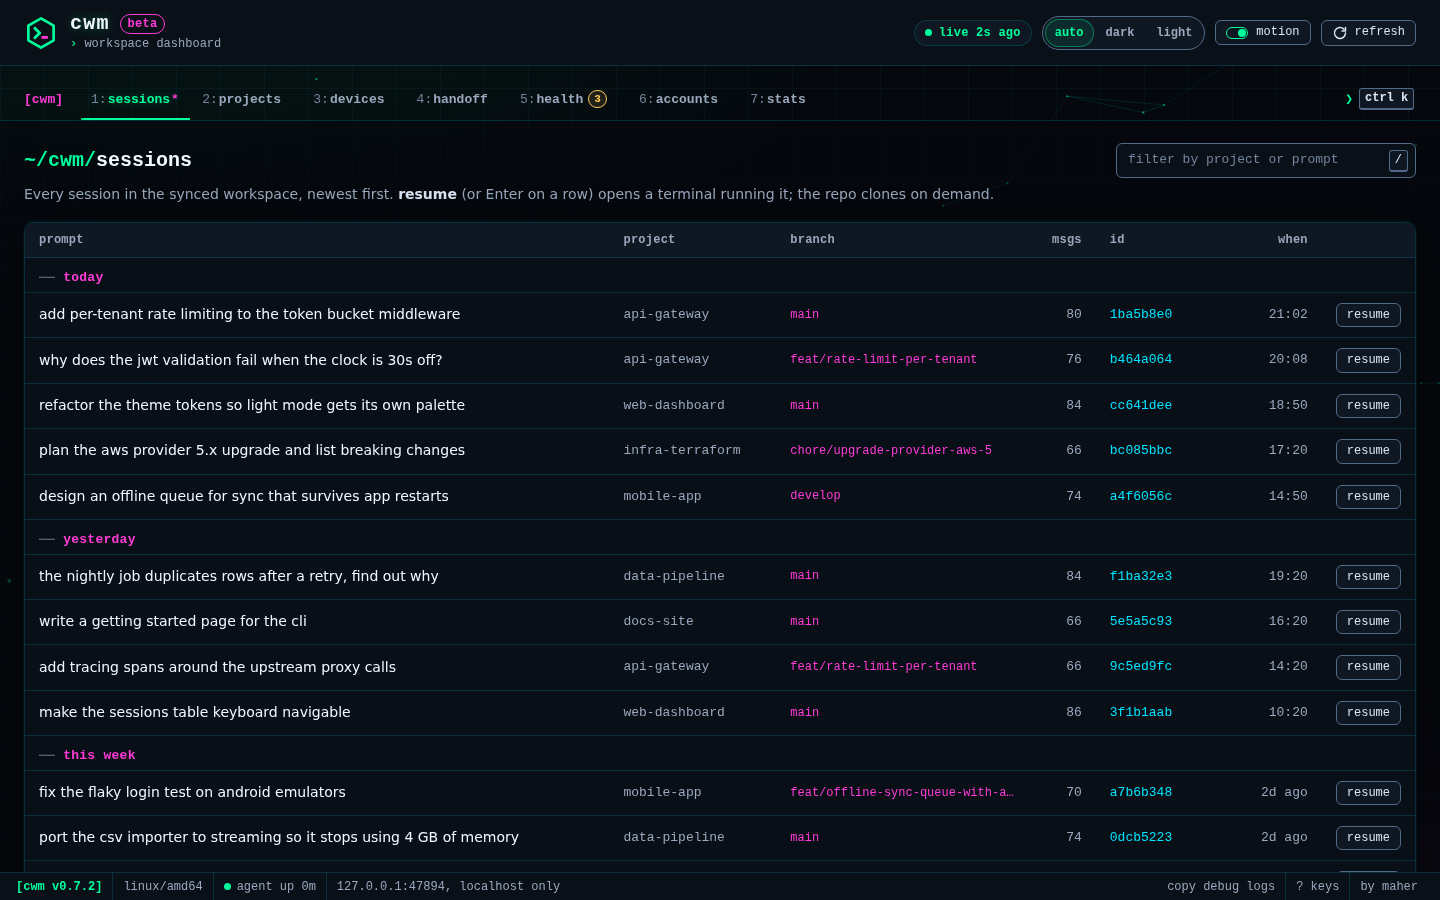 cwm beta
› workspace dashboard
live 2s ago auto dark light motion refresh
[cwm] 1:sessions* 2:projects 3:devices 4:handoff 5:health 3 6:accounts 7:stats ❯ ctrl k
~/cwm/sessions
filter by project or prompt /
Every session in the synced workspace, newest first. resume (or Enter on a row) opens a terminal running it; the repo clones on demand.
prompt project branch msgs id when
── today
add per-tenant rate limiting to the token bucket middleware api-gateway main 80 1ba5b8e0 21:02 resume
why does the jwt validation fail when the clock is 30s off? api-gateway feat/rate-limit-per-tenant 76 b464a064 20:08 resume
refactor the theme tokens so light mode gets its own palette web-dashboard main 84 cc641dee 18:50 resume
plan the aws provider 5.x upgrade and list breaking changes infra-terraform chore/upgrade-provider-aws-5 66 bc085bbc 17:20 resume
design an offline queue for sync that survives app restarts mobile-app develop 74 a4f6056c 14:50 resume
── yesterday
the nightly job duplicates rows after a retry, find out why data-pipeline main 84 f1ba32e3 19:20 resume
write a getting started page for the cli docs-site main 66 5e5a5c93 16:20 resume
add tracing spans around the upstream proxy calls api-gateway feat/rate-limit-per-tenant 66 9c5ed9fc 14:20 resume
make the sessions table keyboard navigable web-dashboard main 86 3f1b1aab 10:20 resume
── this week
fix the flaky login test on android emulators mobile-app feat/offline-sync-queue-with-a… 70 a7b6b348 2d ago resume
port the csv importer to streaming so it stops using 4 GB of memory data-pipeline main 74 0dcb5223 2d ago resume
[cwm v0.7.2] linux/amd64 agent up 0m 127.0.0.1:47894, localhost only copy debug logs ? keys by maher